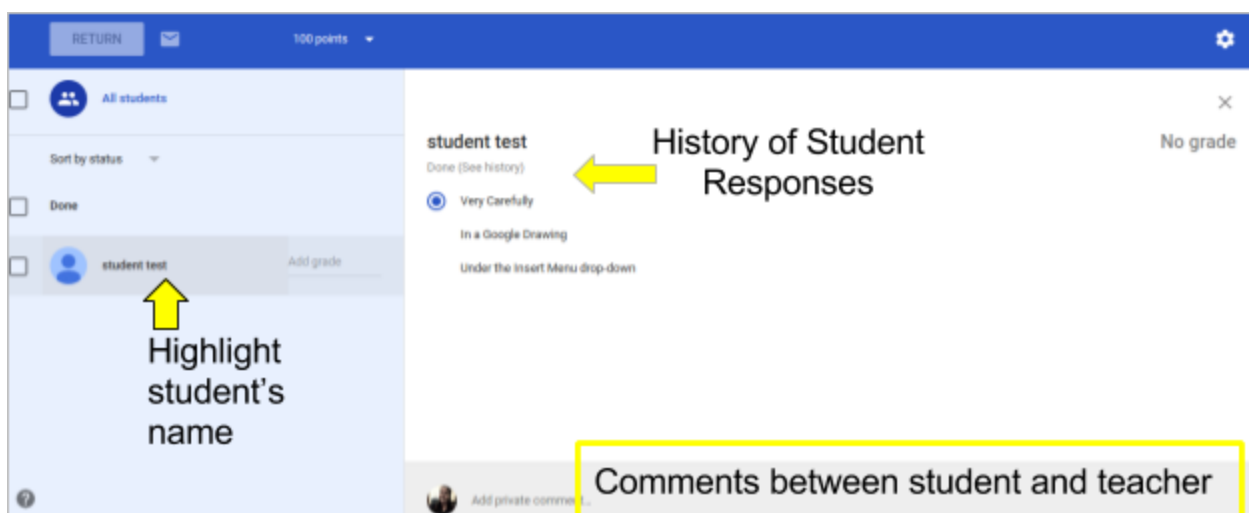 RETURN
100 points
All students
Sort by status
Done
student test
Add grade
Highlight
student's
name
student test
No grade
Done (See history)
History of Student
Responses
Very Carefully
In a Google Drawing
Under the Insert Menu drop-down
Add private comment...
Comments between student and teacher